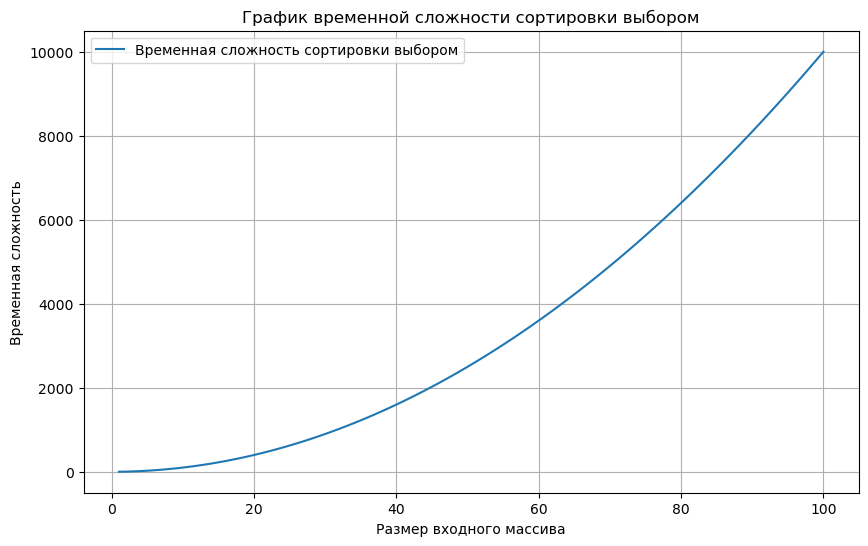 График временной сложности сортировки выбором
Временная сложность сортировки выбором
10000
8000
6000
4000
2000
0
Временная сложность
0 20 40 60 80 100
Размер входного массива